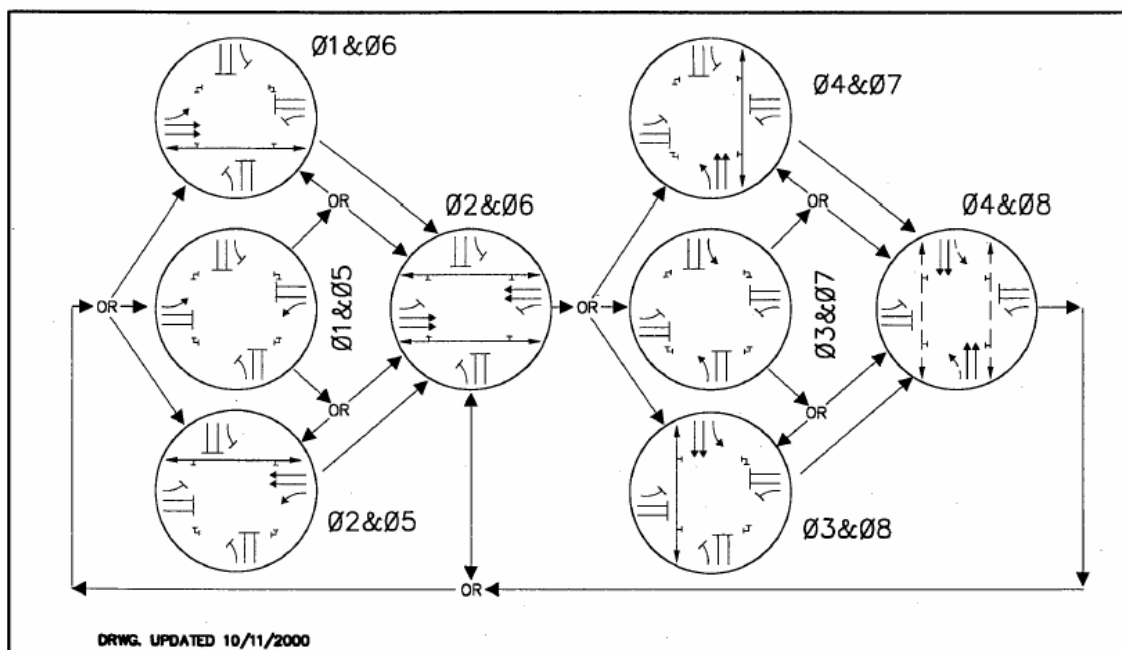 Ø1&Ø6
Ø4&Ø7
OR
OR
Ø2&Ø6
Ø4&Ø8
OR
Ø1&Ø5
OR
Ø3&Ø7
OR
OR
Ø2&Ø5
Ø3&Ø8
OR
DRWG. UPDATED 10/11/2000